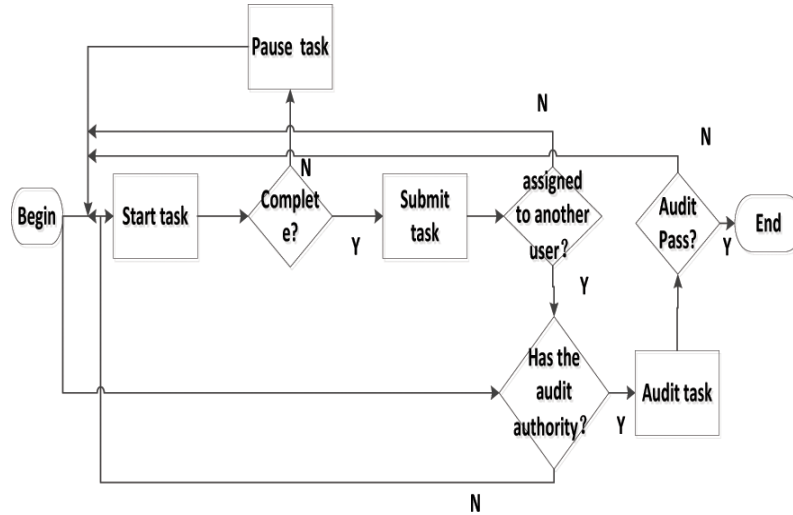 Pause task
N
N
N
Begin
Start task
Complet
e?
Y
Submit
task
assigned
to another
user?
Y
Audit
Pass?
Y
End
Has the
audit
authority?
Y
Audit task
N